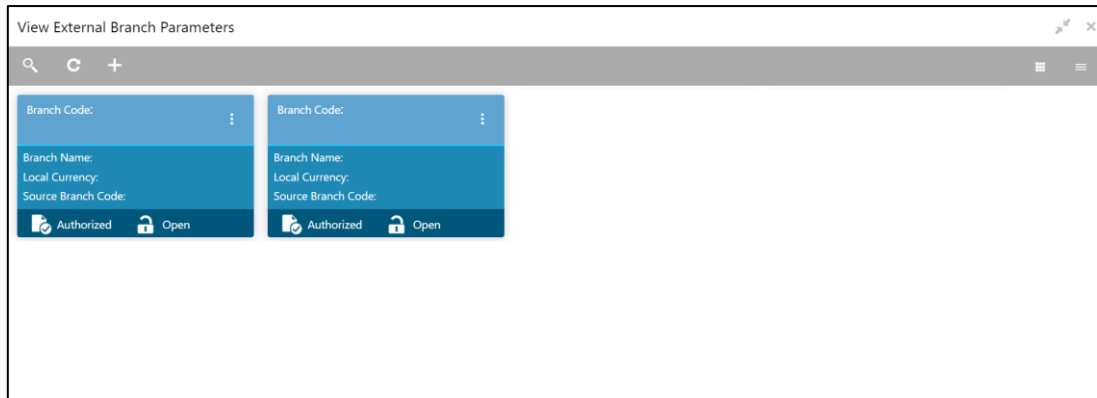 View External Branch Parameters
Branch Code:
Branch Name:
Local Currency:
Source Branch Code:
Authorized Open
Branch Code:
Branch Name:
Local Currency:
Source Branch Code:
Authorized Open